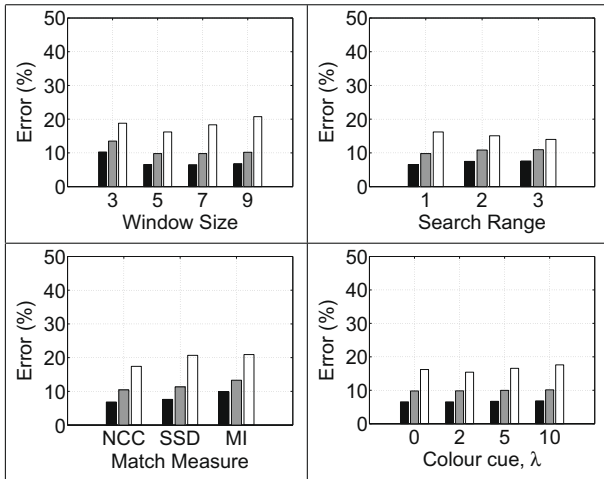 50
40
30
20
10
0
Error (%)
3 5 7 9
Window Size
50
40
30
20
10
0
Error (%)
1 2 3
Search Range
50
40
30
20
10
0
Error (%)
NCC SSD MI
Match Measure
50
40
30
20
10
0
Error (%)
0 2 5 10
Colour cue, λ